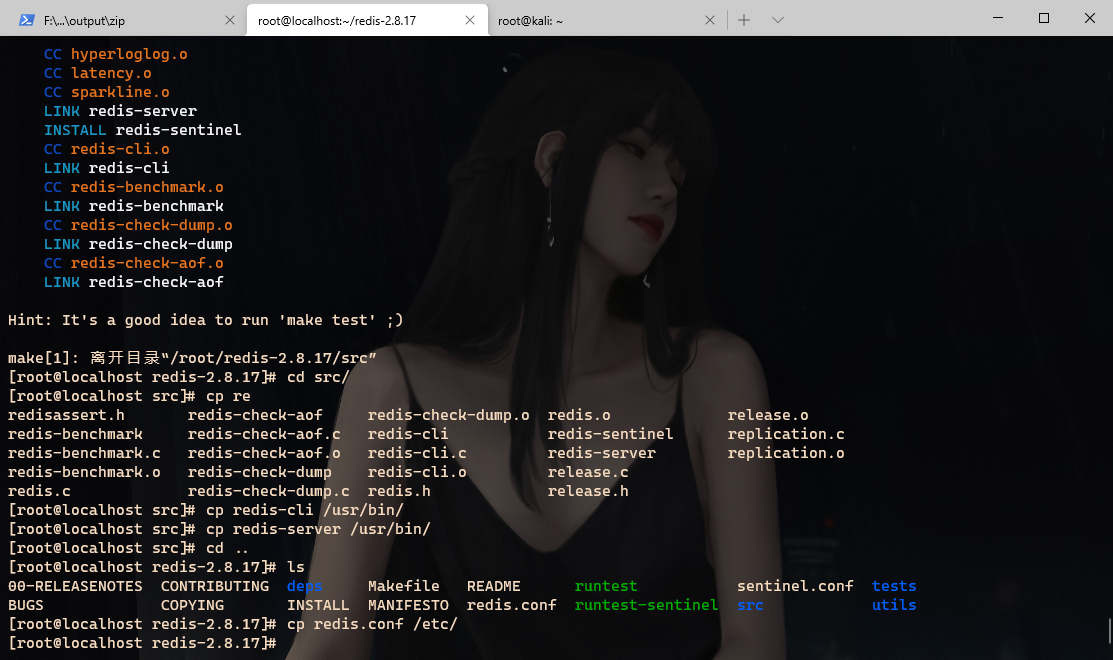 F:\...\output\zip root@localhost:~/redis-2.8.17 root@kali: ~
CC hyperloglog.o
CC latency.o
CC sparkline.o
LINK redis-server
INSTALL redis-sentinel
CC redis-cli.o
LINK redis-cli
CC redis-benchmark.o
LINK redis-benchmark
CC redis-check-dump.o
LINK redis-check-dump
CC redis-check-aof.o
LINK redis-check-aof
Hint: It's a good idea to run 'make test' ;)
make[1]: 离开目录“/root/redis-2.8.17/src”
[root@localhost redis-2.8.17]# cd src/
[root@localhost src]# cp re
redisassert.h redis-check-aof redis-check-dump.o redis.o release.o
redis-benchmark redis-check-aof.c redis-cli redis-sentinel replication.c
redis-benchmark.c redis-check-aof.o redis-cli.c redis-server replication.o
redis-benchmark.o redis-check-dump redis-cli.o release.c
redis.c redis-check-dump.c redis.h release.h
[root@localhost src]# cp redis-cli /usr/bin/
[root@localhost src]# cp redis-server /usr/bin/
[root@localhost src]# cd ..
[root@localhost redis-2.8.17]# ls
00-RELEASENOTES CONTRIBUTING deps Makefile README runtest sentinel.conf tests
BUGS COPYING INSTALL MANIFESTO redis.conf runtest-sentinel src utils
[root@localhost redis-2.8.17]# cp redis.conf /etc/
[root@localhost redis-2.8.17]#